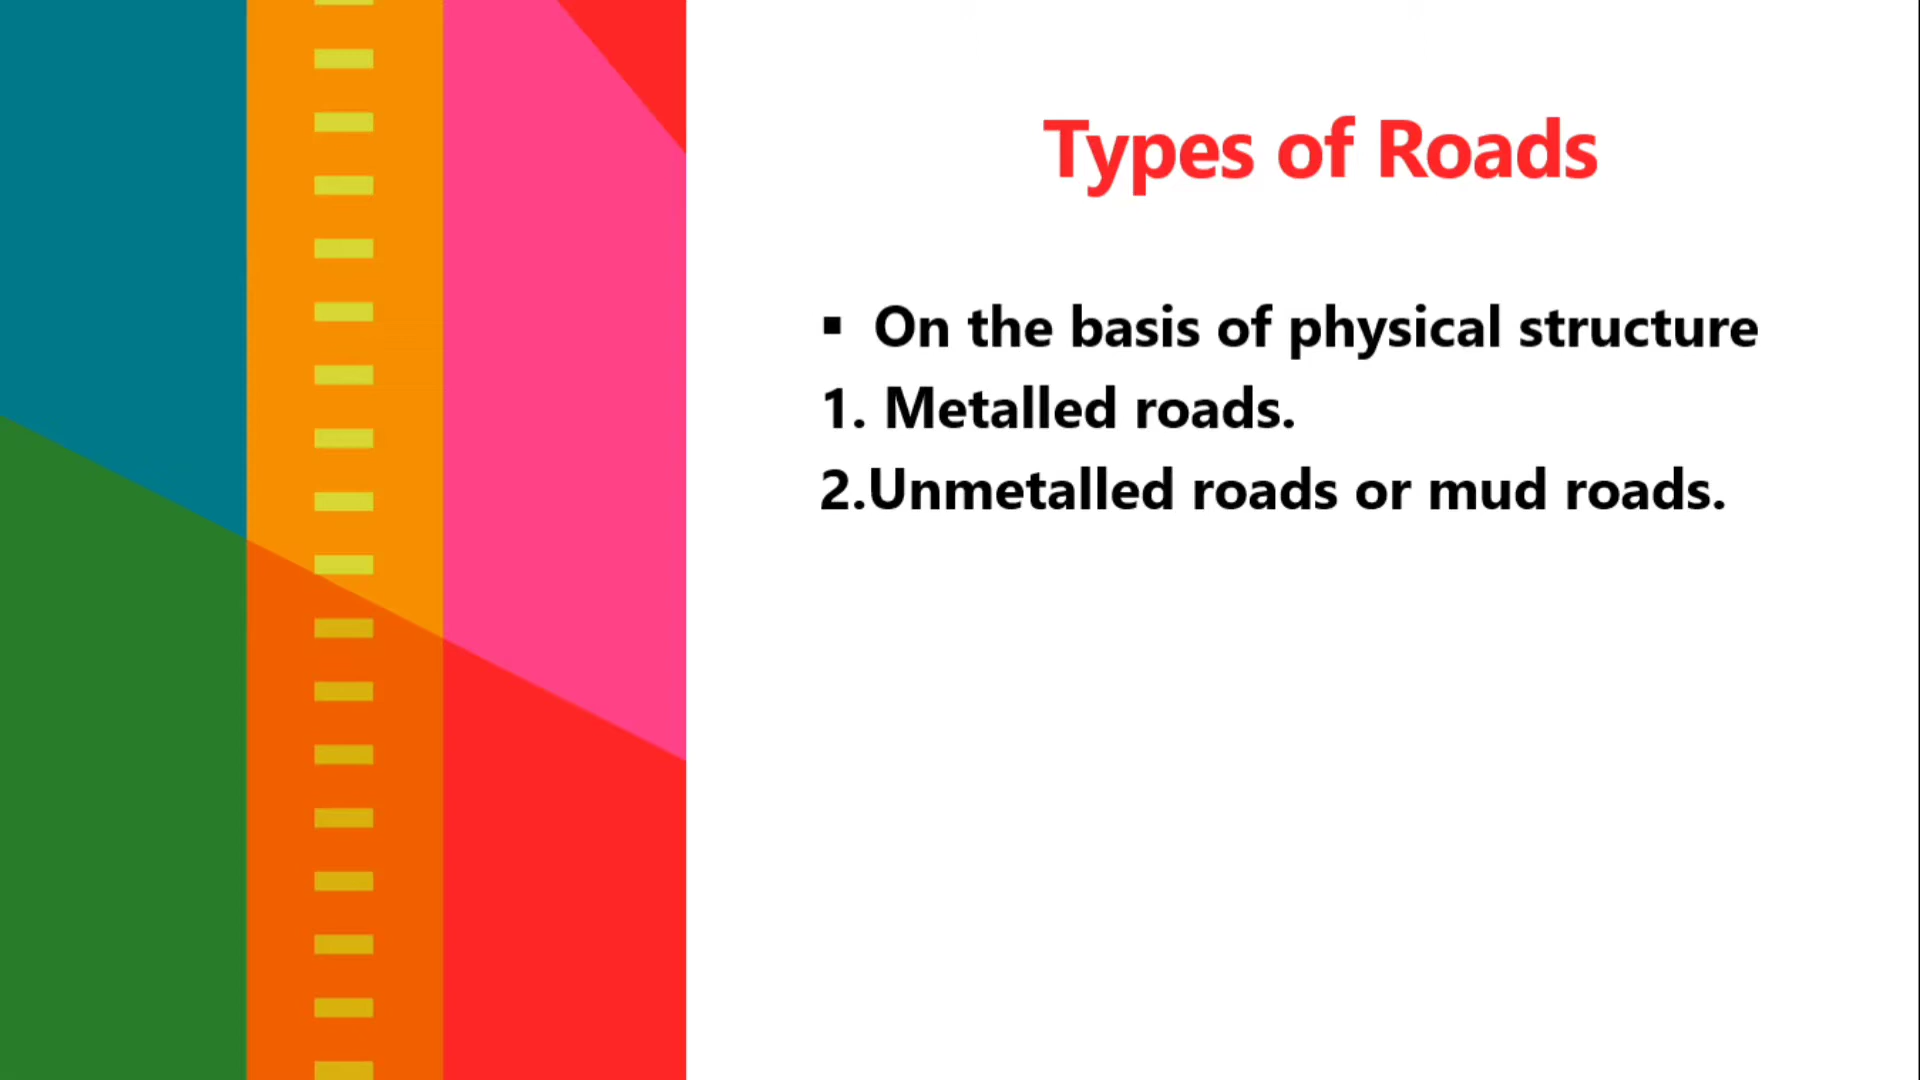 Types of Roads
▪ On the basis of physical structure
1. Metalled roads.
2.Unmetalled roads or mud roads.